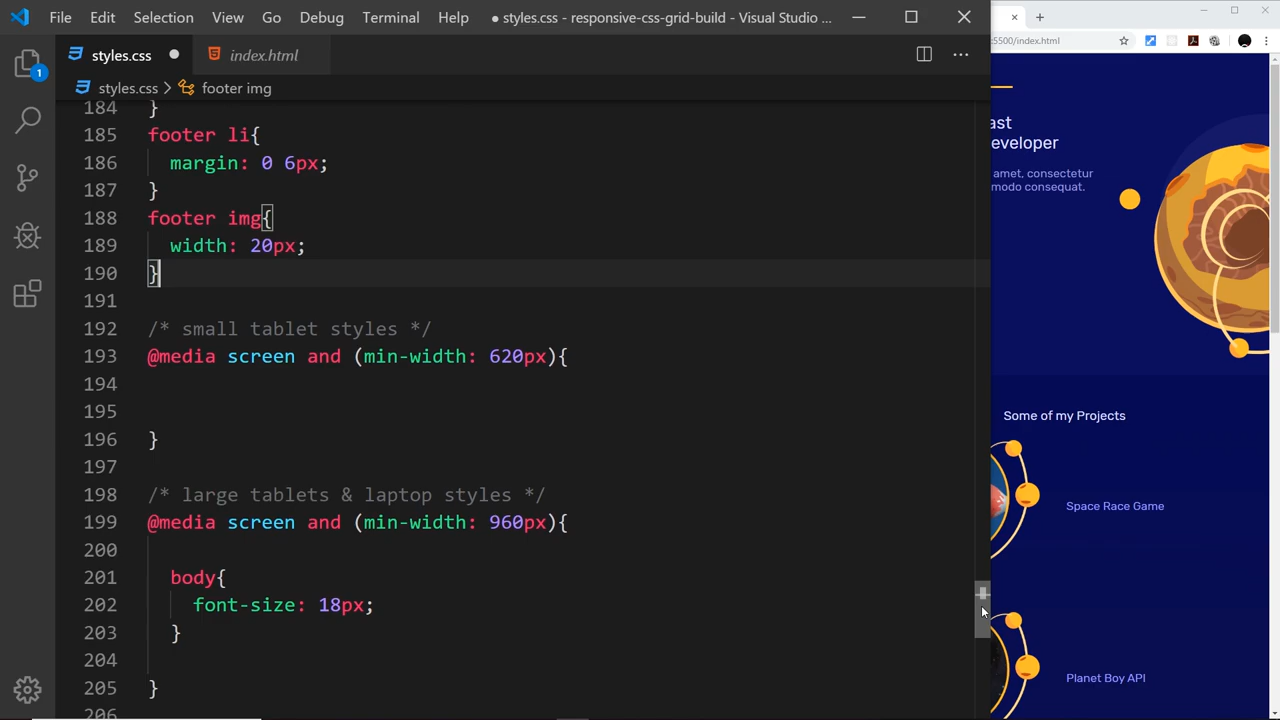 File Edit Selection View Go Debug Terminal Help ● styles.css - responsive-css-grid-build - Visual Studio ...
styles.css index.html
styles.css > footer img
1
184 }
185 footer li{
186 margin: 0 6px;
187 }
188 footer img{
189 width: 20px;
190 }
191
192 /* small tablet styles */
193 @media screen and (min-width: 620px){
194
195
196 }
197
198 /* large tablets & laptop styles */
199 @media screen and (min-width: 960px){
200
201 body{
202 font-size: 18px;
203 }
204
205 }
206
:5500/index.html
ast
eveloper
amet, consectetur
modo consequat.
Some of my Projects
Space Race Game
Planet Boy API